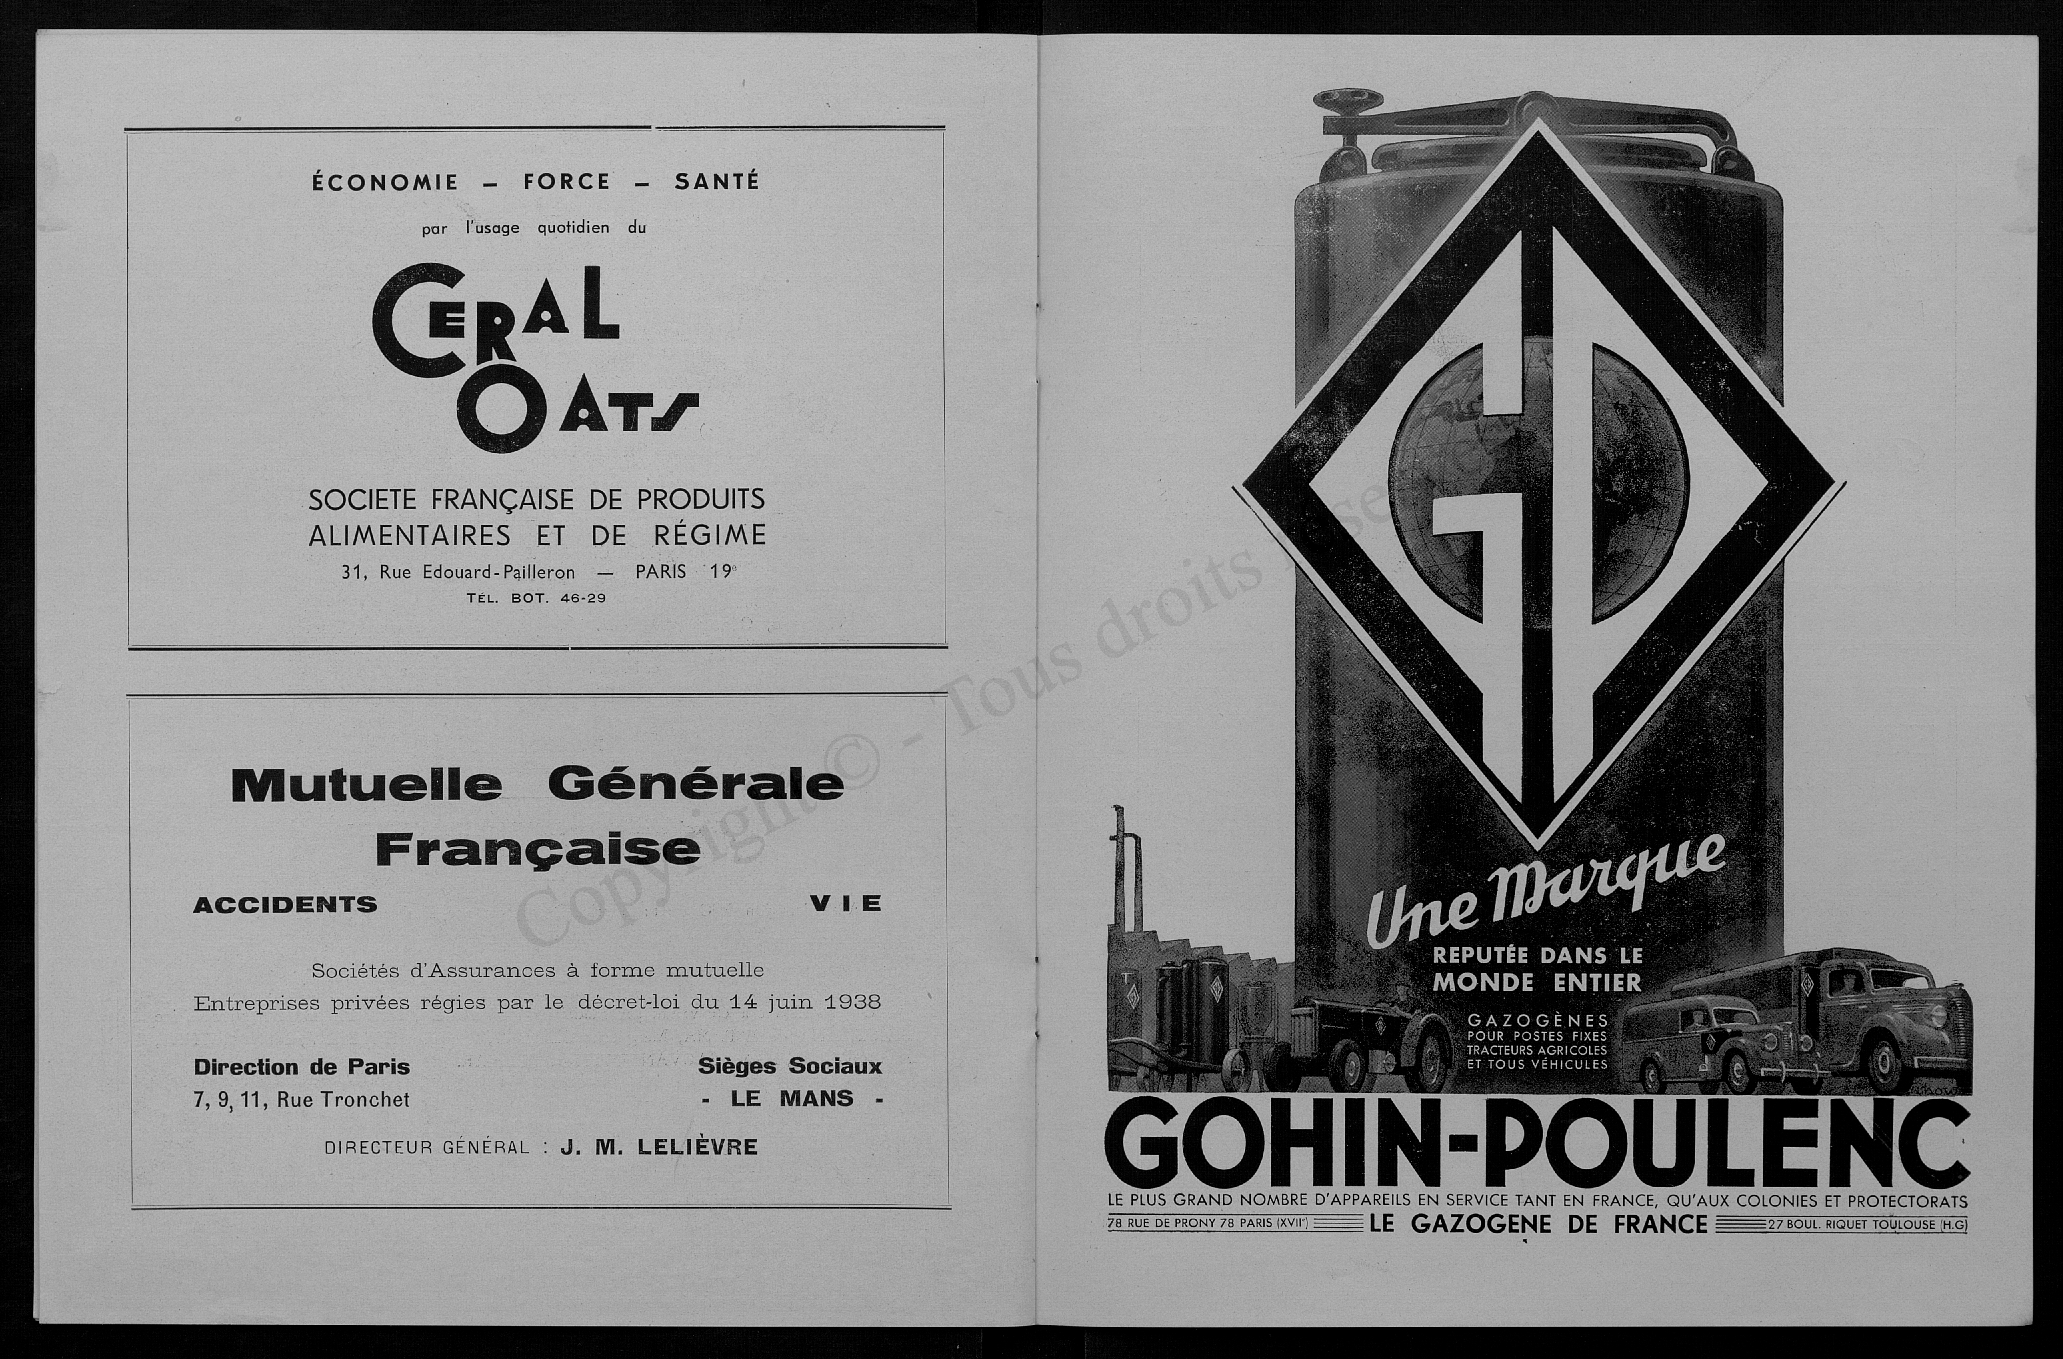 ÉCONOMIE – FORCE – SANTÉ
par l'usage quotidien du
CERAL
OATS
SOCIETE FRANÇAISE DE PRODUITS
ALIMENTAIRES ET DE RÉGIME
31, Rue Edouard-Pailleron — PARIS 19e
TÉL. BOT. 46-29
Mutuelle Générale
Française
ACCIDENTS VIE
Sociétés d'Assurances à forme mutuelle
Entreprises privées régies par le décret-loi du 14 juin 1938
Direction de Paris Sièges Sociaux
7, 9, 11, Rue Tronchet - LE MANS -
DIRECTEUR GÉNÉRAL : J. M. LELIÈVRE
GP
Une Marque
REPUTÉE DANS LE
MONDE ENTIER
GAZOGÈNES
POUR POSTES FIXES
TRACTEURS AGRICOLES
ET TOUS VÉHICULES
GOHIN-POULENC
LE PLUS GRAND NOMBRE D'APPAREILS EN SERVICE TANT EN FRANCE, QU'AUX COLONIES ET PROTECTORATS
78 RUE DE PRONY 78 PARIS (XVIIe) LE GAZOGENE DE FRANCE 27 BOUL. RIQUET TOULOUSE (H.G)
Copyright © - Tous droits